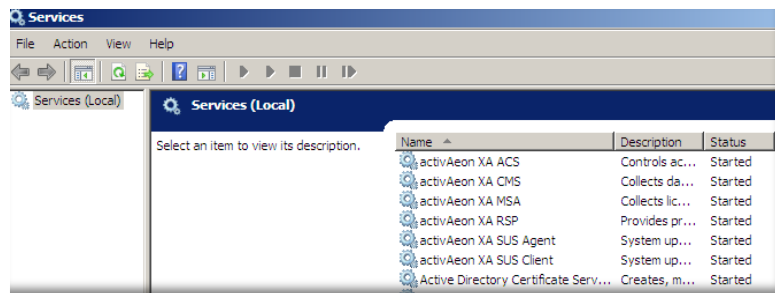 Services
File Action View Help
Services (Local)
Services (Local)
Select an item to view its description.
Name Description Status
activAeon XA ACS Controls ac... Started
activAeon XA CMS Collects da... Started
activAeon XA MSA Collects lic... Started
activAeon XA RSP Provides pr... Started
activAeon XA SUS Agent System up... Started
activAeon XA SUS Client System up... Started
Active Directory Certificate Serv... Creates, m... Started